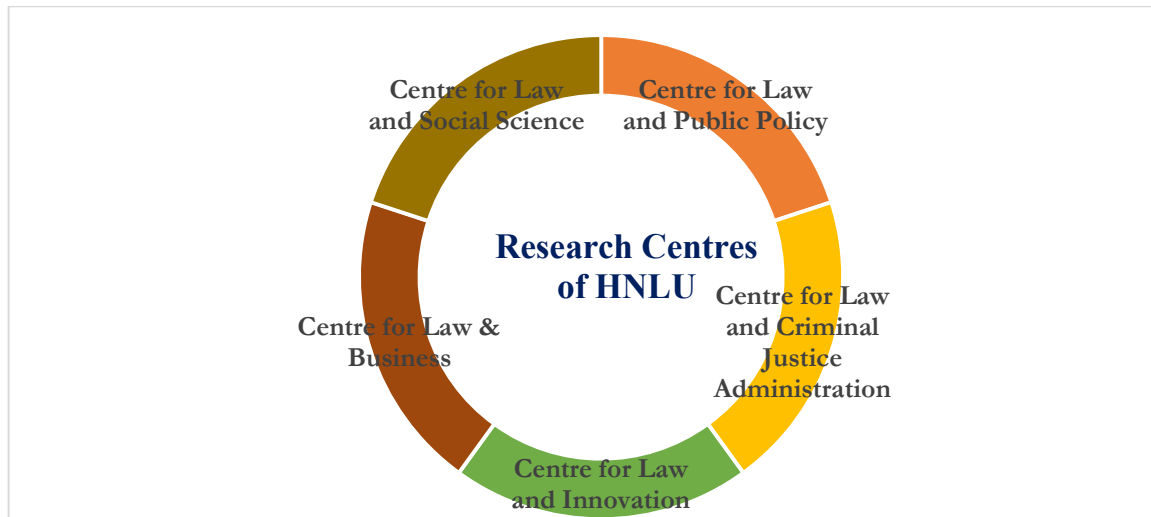 Centre for Law
and Social Science
Centre for Law
and Public Policy
Research Centres
of HNLU
Centre for Law
and Criminal
Justice
Administration
Centre for Law &
Business
Centre for Law
and Innovation